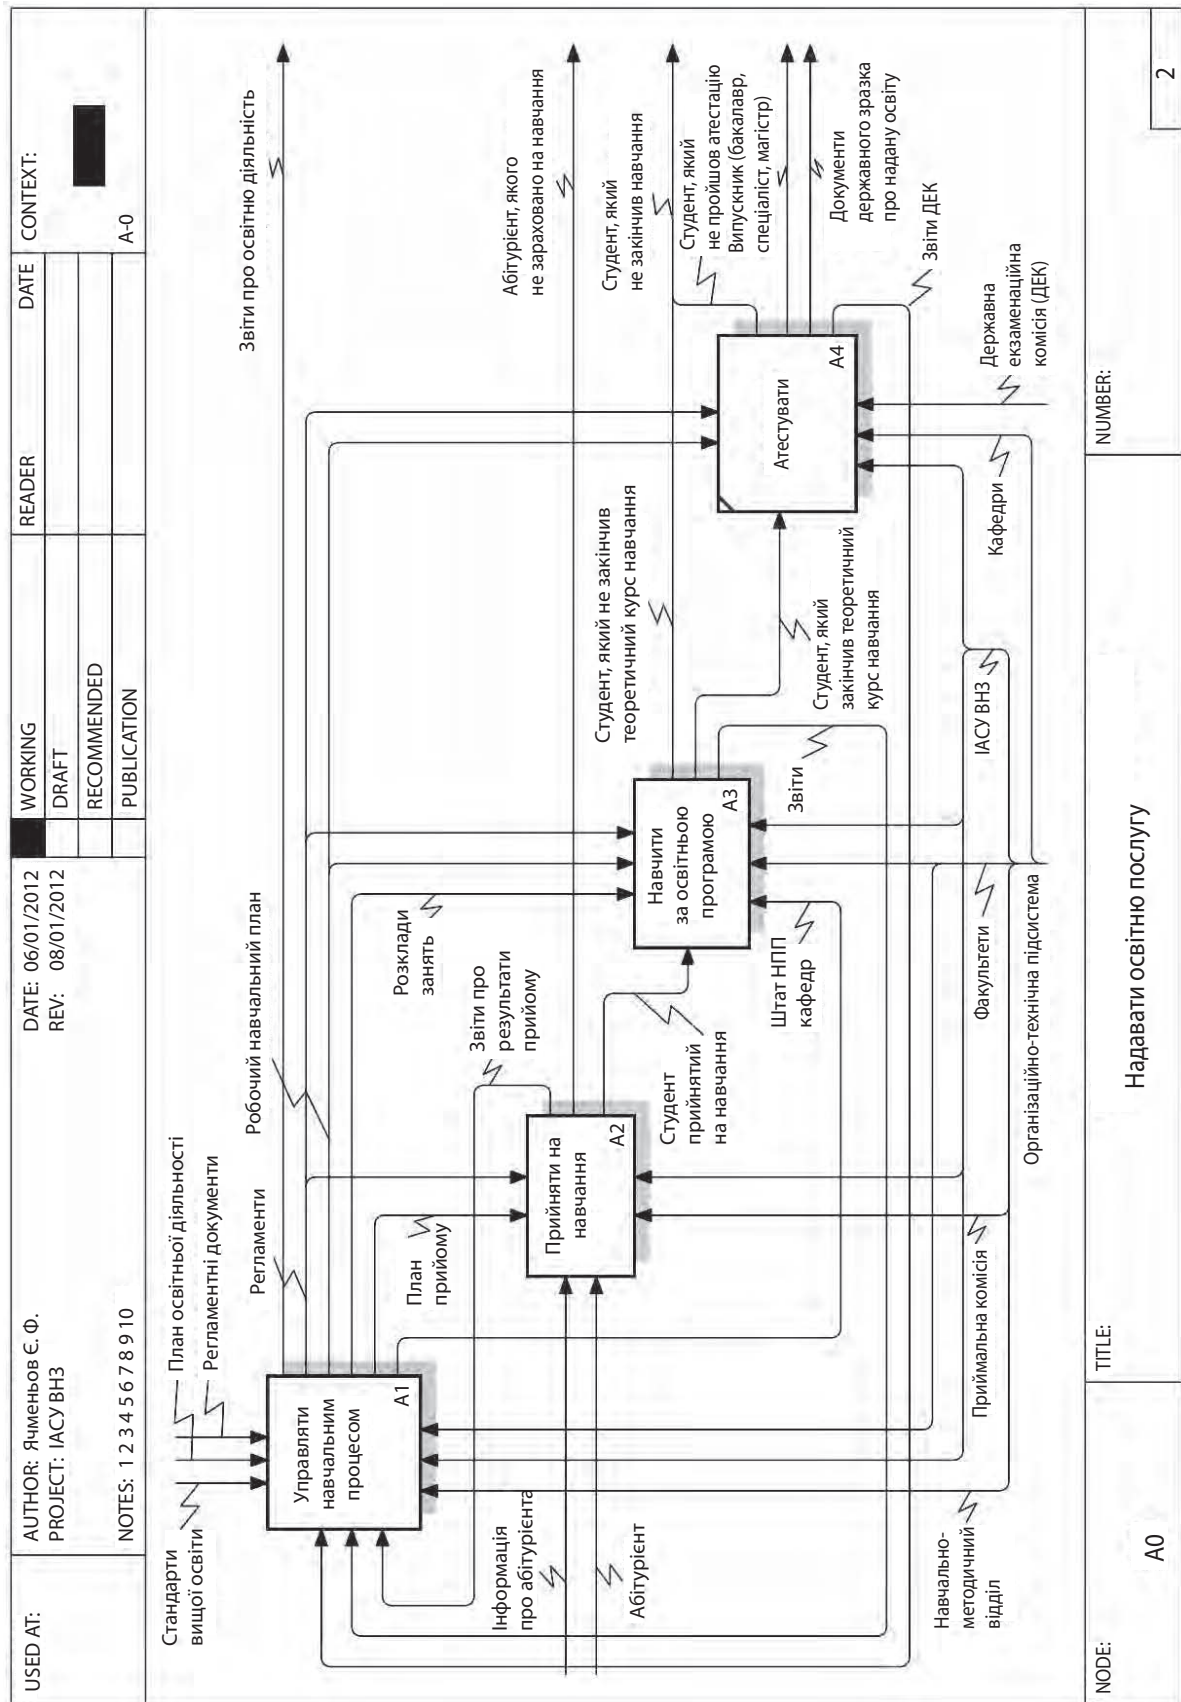 USED AT:
AUTHOR: Ячменьов Є. Ф.
PROJECT: ІАСУ ВНЗ
NOTES: 1 2 3 4 5 6 7 8 9 10
DATE: 06/01/2012
REV: 08/01/2012
WORKING
DRAFT
RECOMMENDED
PUBLICATION
READER
DATE
CONTEXT:
A-0
Стандарти
вищої освіти
План освітньої діяльності
Регламентні документи
Управляти
навчальним
процесом
A1
Регламенти
Робочий навчальний план
Звіти про освітню діяльність
План
прийому
Розклади
занять
Звіти про
результати
прийому
Абітурієнт, якого
не зараховано на навчання
Інформація
про абітурієнта
Абітурієнт
Прийняти на
навчання
A2
Студент
прийнятий
на навчання
Студент, який не закінчив
теоретичний курс навчання
Студент, який
не закінчив навчання
Навчити
за освітньою
програмою
A3
Штат НПП
кафедр
Звіти
Студент, який
закінчив теоретичний
курс навчання
Атестувати
A4
Студент, який
не пройшов атестацію
Випускник (бакалавр,
спеціаліст, магістр)
Документи
державного зразка
про надану освіту
Звіти ДЕК
Навчально-
методичний
відділ
Приймальна комісія
Факультети
ІАСУ ВНЗ
Кафедри
Державна
екзаменаційна
комісія (ДЕК)
Організаційно-технічна підсистема
NODE:
A0
TITLE:
Надавати освітню послугу
NUMBER:
2